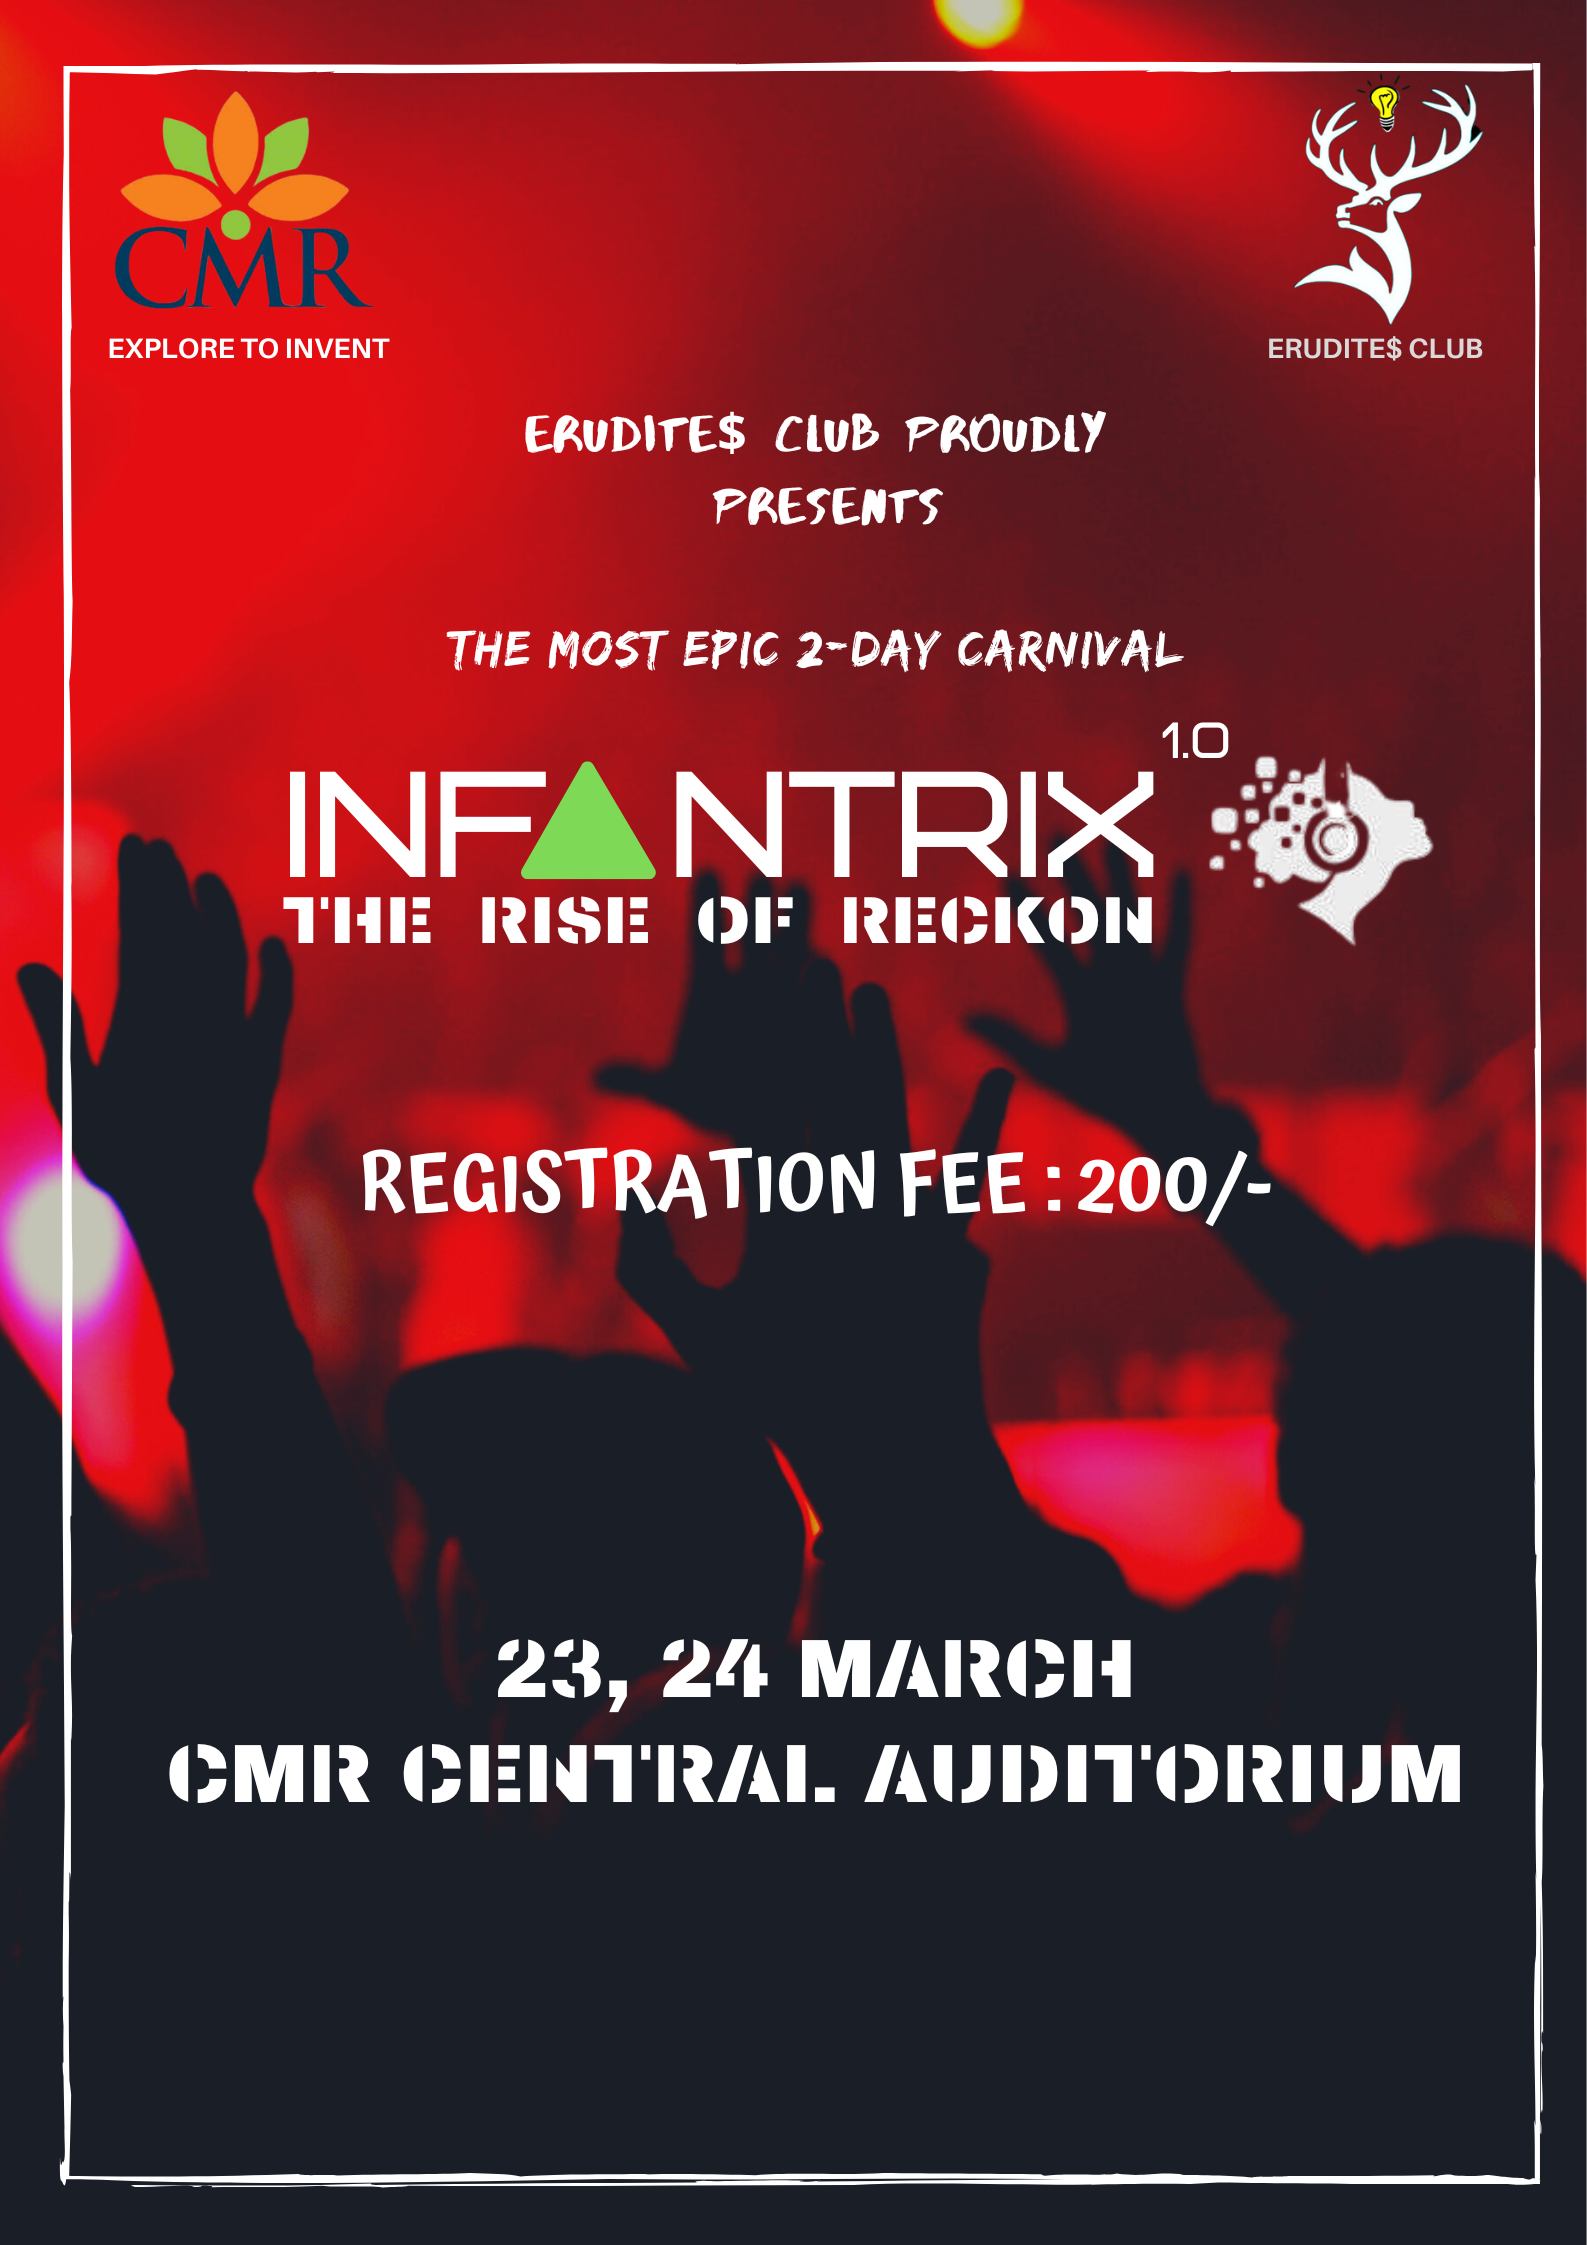 CMR
EXPLORE TO INVENT
ERUDITE$ CLUB
ERUDITE$ CLUB PROUDLY
PRESENTS
THE MOST EPIC 2-DAY CARNIVAL
INFANTRIX 1.0
THE RISE OF RECKON
REGISTRATION FEE : 200/-
23, 24 MARCH
CMR CENTRAL AUDITORIUM